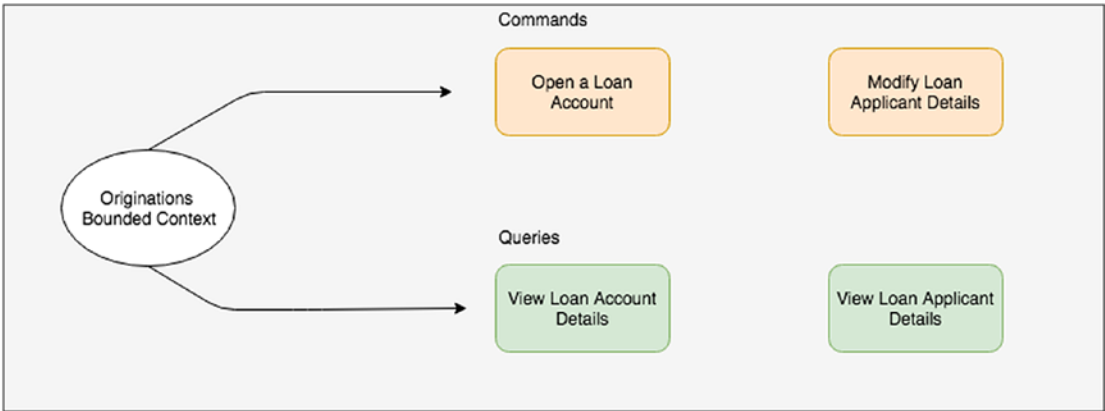 Commands
Open a Loan
Account
Modify Loan
Applicant Details
Originations
Bounded Context
Queries
View Loan Account
Details
View Loan Applicant
Details